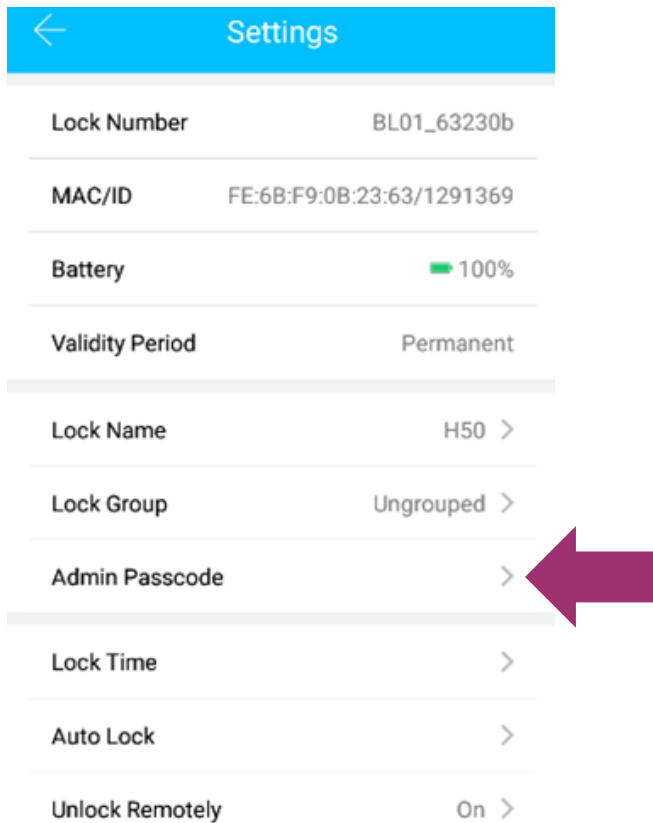 Settings
Lock Number BL01_63230b
MAC/ID FE:6B:F9:0B:23:63/1291369
Battery 100%
Validity Period Permanent
Lock Name H50
Lock Group Ungrouped
Admin Passcode
Lock Time
Auto Lock
Unlock Remotely On